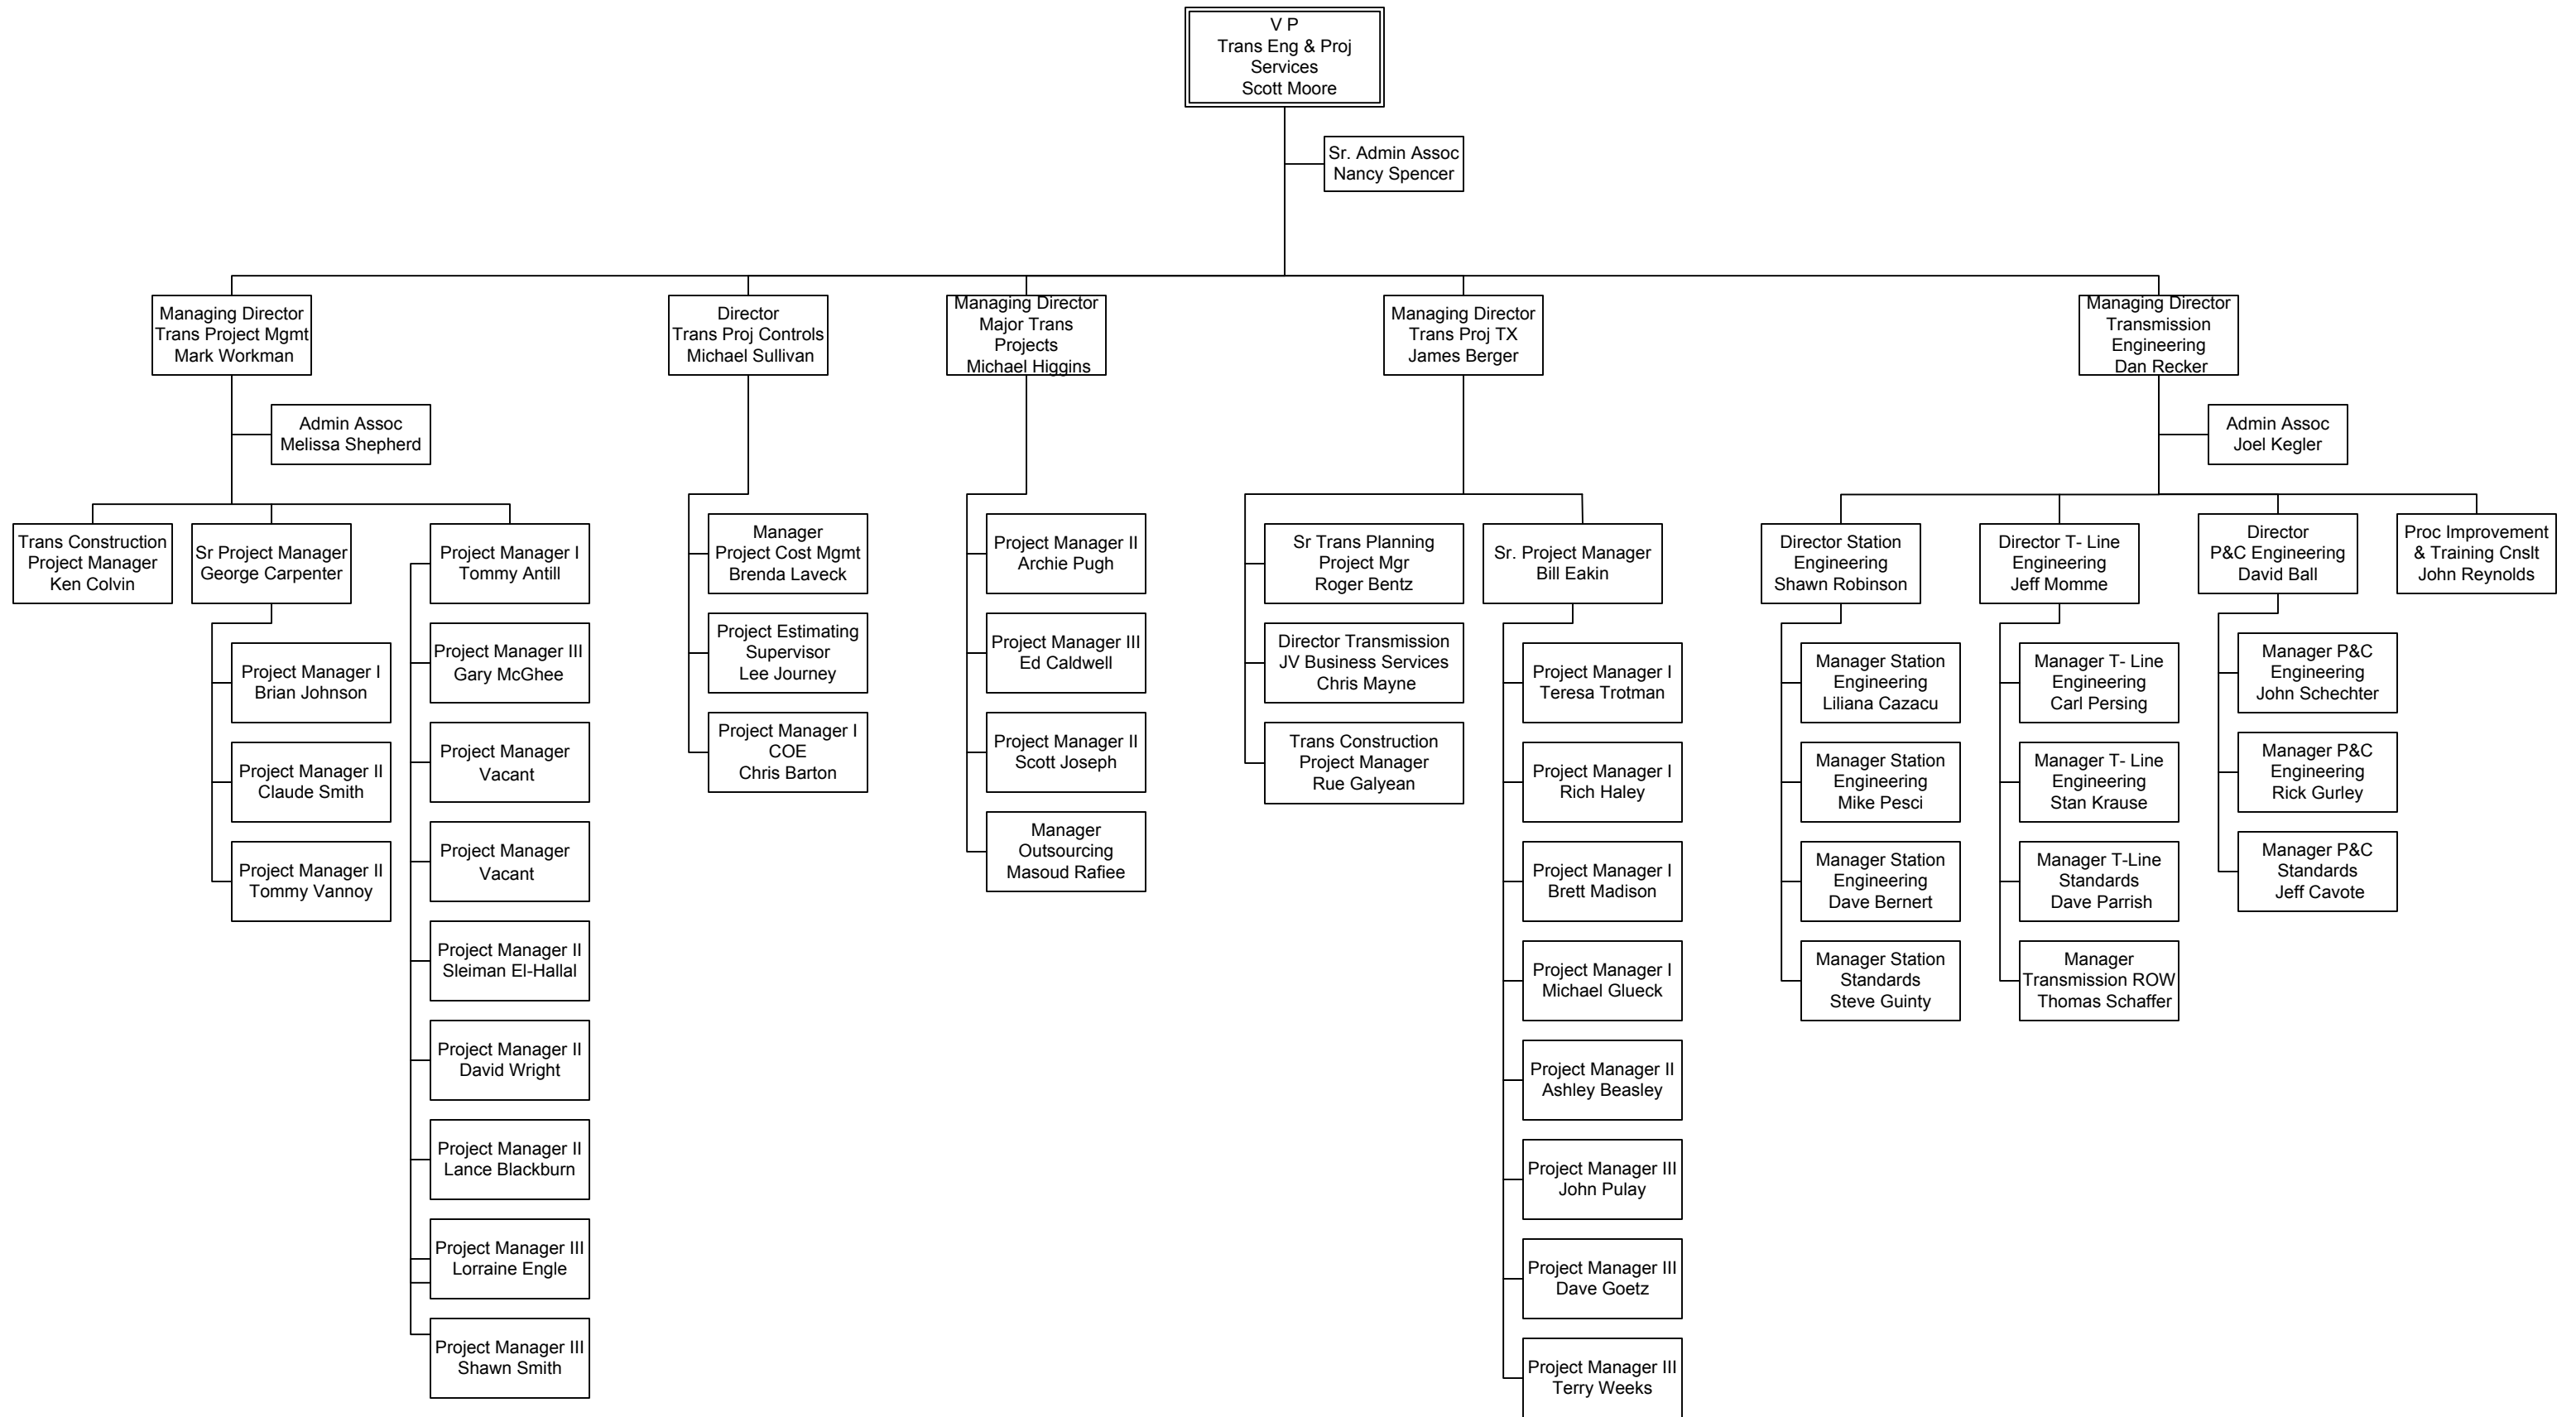 V P
Trans Eng & Proj
Services
Scott Moore
Sr. Admin Assoc
Nancy Spencer
Managing Director
Trans Project Mgmt
Mark Workman
Director
Trans Proj Controls
Michael Sullivan
Managing Director
Major Trans
Projects
Michael Higgins
Managing Director
Trans Proj TX
James Berger
Managing Director
Transmission
Engineering
Dan Recker
Admin Assoc
Melissa Shepherd
Admin Assoc
Joel Kegler
Trans Construction
Project Manager
Ken Colvin
Sr Project Manager
George Carpenter
Project Manager I
Brian Johnson
Project Manager II
Claude Smith
Project Manager II
Tommy Vannoy
Project Manager I
Tommy Antill
Project Manager III
Gary McGhee
Project Manager
Vacant
Project Manager
Vacant
Project Manager II
Sleiman El-Hallal
Project Manager II
David Wright
Project Manager II
Lance Blackburn
Project Manager III
Lorraine Engle
Project Manager III
Shawn Smith
Manager
Project Cost Mgmt
Brenda Laveck
Project Estimating
Supervisor
Lee Journey
Project Manager I
COE
Chris Barton
Project Manager II
Archie Pugh
Project Manager III
Ed Caldwell
Project Manager II
Scott Joseph
Manager
Outsourcing
Masoud Rafiee
Sr Trans Planning
Project Mgr
Roger Bentz
Director Transmission
JV Business Services
Chris Mayne
Trans Construction
Project Manager
Rue Galyean
Sr. Project Manager
Bill Eakin
Project Manager I
Teresa Trotman
Project Manager I
Rich Haley
Project Manager I
Brett Madison
Project Manager I
Michael Glueck
Project Manager II
Ashley Beasley
Project Manager III
John Pulay
Project Manager III
Dave Goetz
Project Manager III
Terry Weeks
Director Station
Engineering
Shawn Robinson
Manager Station
Engineering
Liliana Cazacu
Manager Station
Engineering
Mike Pesci
Manager Station
Engineering
Dave Bernert
Manager Station
Standards
Steve Guinty
Director T- Line
Engineering
Jeff Momme
Manager T- Line
Engineering
Carl Persing
Manager T- Line
Engineering
Stan Krause
Manager T-Line
Standards
Dave Parrish
Manager
Transmission ROW
Thomas Schaffer
Director
P&C Engineering
David Ball
Manager P&C
Engineering
John Schechter
Manager P&C
Engineering
Rick Gurley
Manager P&C
Standards
Jeff Cavote
Proc Improvement
& Training Cnslt
John Reynolds